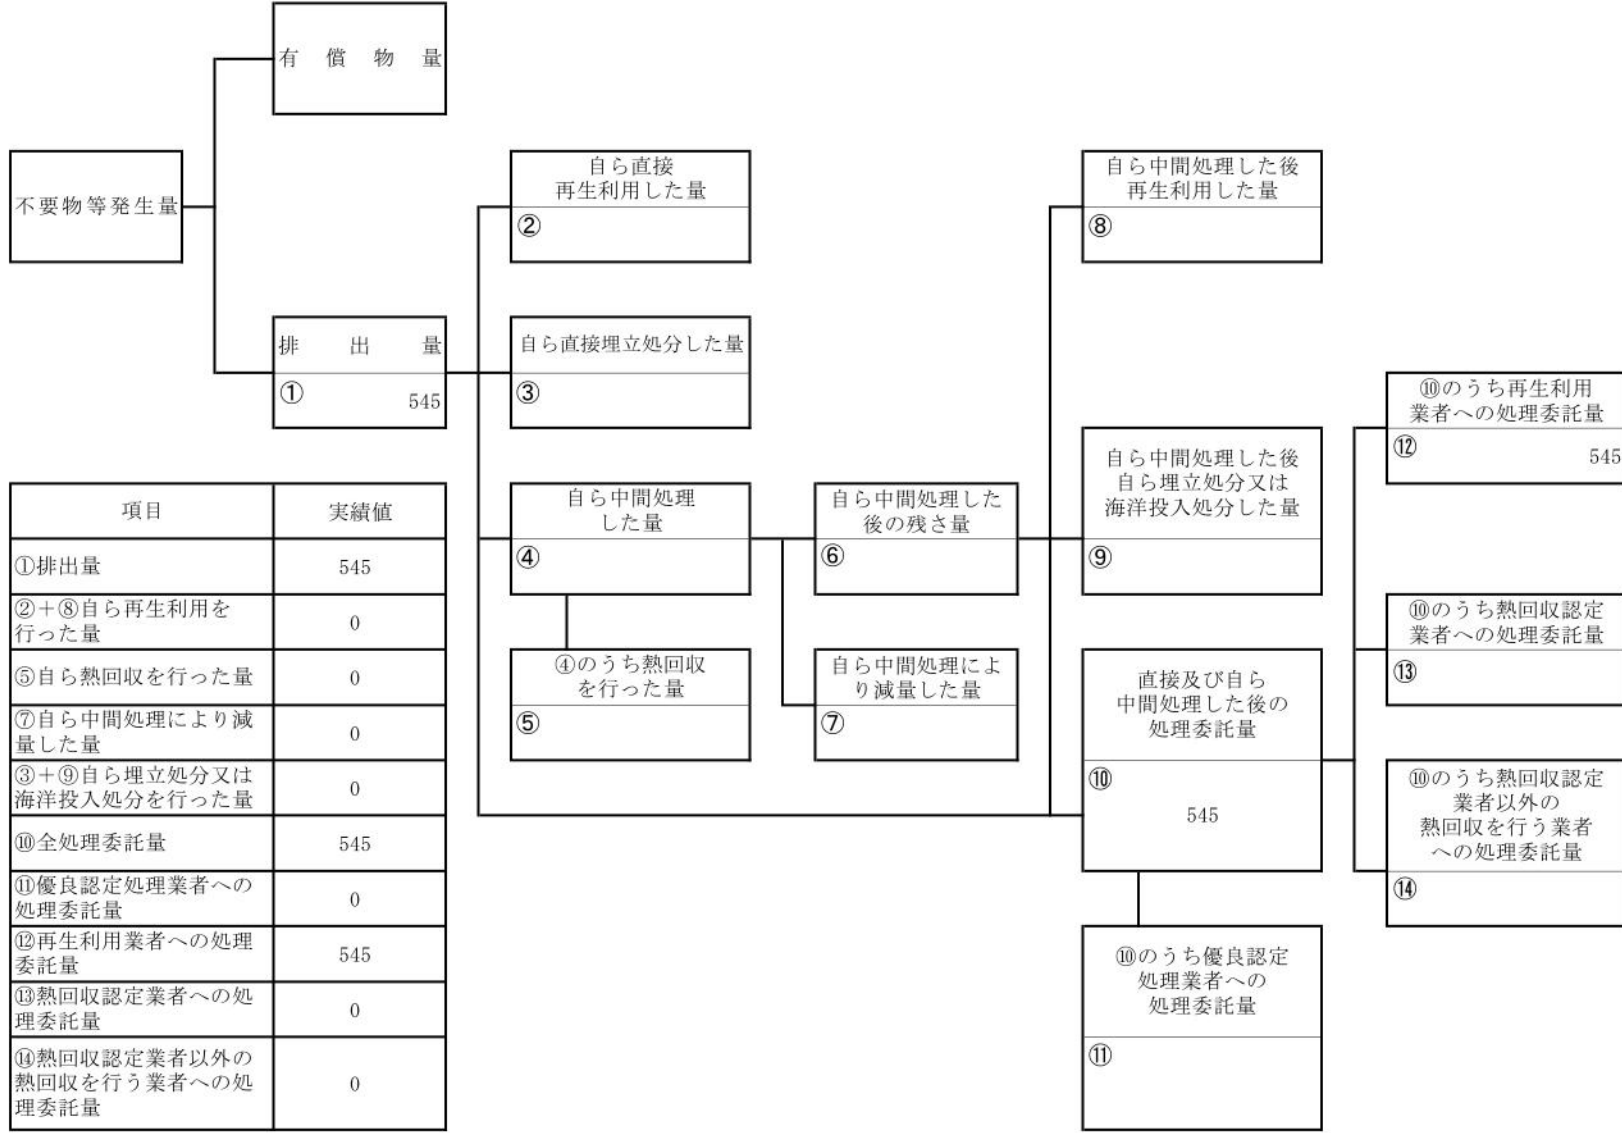 有償物量
不要物等発生量
排出量
①
545
自ら直接
再生利用した量
②
自ら直接埋立処分した量
③
自ら中間処理
した量
④
④のうち熱回収
を行った量
⑤
自ら中間処理した
後の残さ量
⑥
自ら中間処理によ
り減量した量
⑦
自ら中間処理した後
再生利用した量
⑧
自ら中間処理した後
自ら埋立処分又は
海洋投入処分した量
⑨
直接及び自ら
中間処理した後の
処理委託量
⑩
545
⑩のうち優良認定
処理業者への
処理委託量
⑪
⑩のうち再生利用
業者への処理委託量
⑫
545
⑩のうち熱回収認定
業者への処理委託量
⑬
⑩のうち熱回収認定
業者以外の
熱回収を行う業者
への処理委託量
⑭
項目 実績値
①排出量 545
②+⑧自ら再生利用を
行った量 0
⑤自ら熱回収を行った量 0
⑦自ら中間処理により減
量した量 0
③+⑨自ら埋立処分又は
海洋投入処分を行った量 0
⑩全処理委託量 545
⑪優良認定処理業者への
処理委託量 0
⑫再生利用業者への処理
委託量 545
⑬熱回収認定業者への処
理委託量 0
⑭熱回収認定業者以外の
熱回収を行う業者への処
理委託量 0